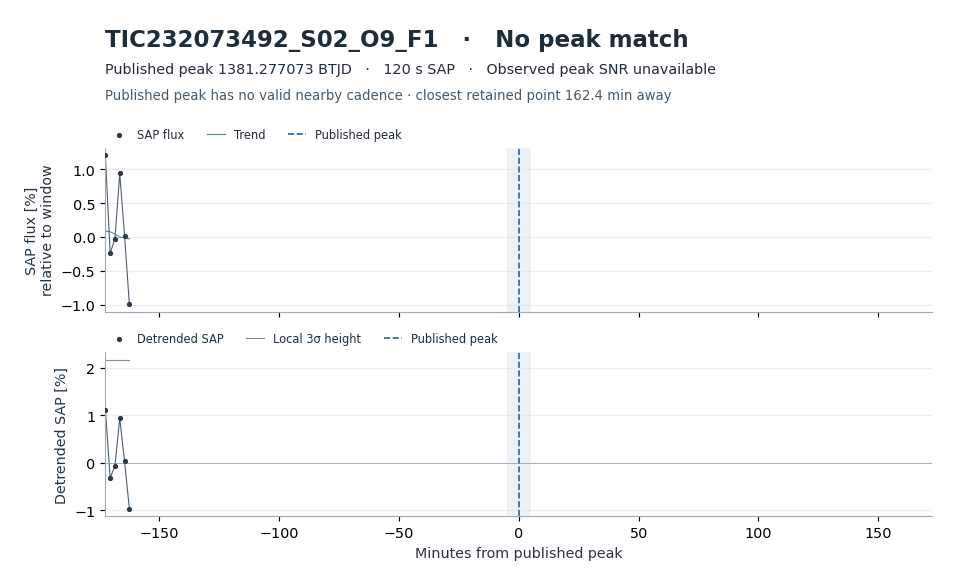 TIC232073492_S02_O9_F1 · No peak match
Published peak 1381.277073 BTJD · 120 s SAP · Observed peak SNR unavailable
Published peak has no valid nearby cadence · closest retained point 162.4 min away
SAP flux Trend Published peak
SAP flux [%]
relative to window
1.0
0.5
0.0
−0.5
−1.0
Detrended SAP Local 3σ height Published peak
Detrended SAP [%]
2
1
0
−1
−150 −100 −50 0 50 100 150
Minutes from published peak